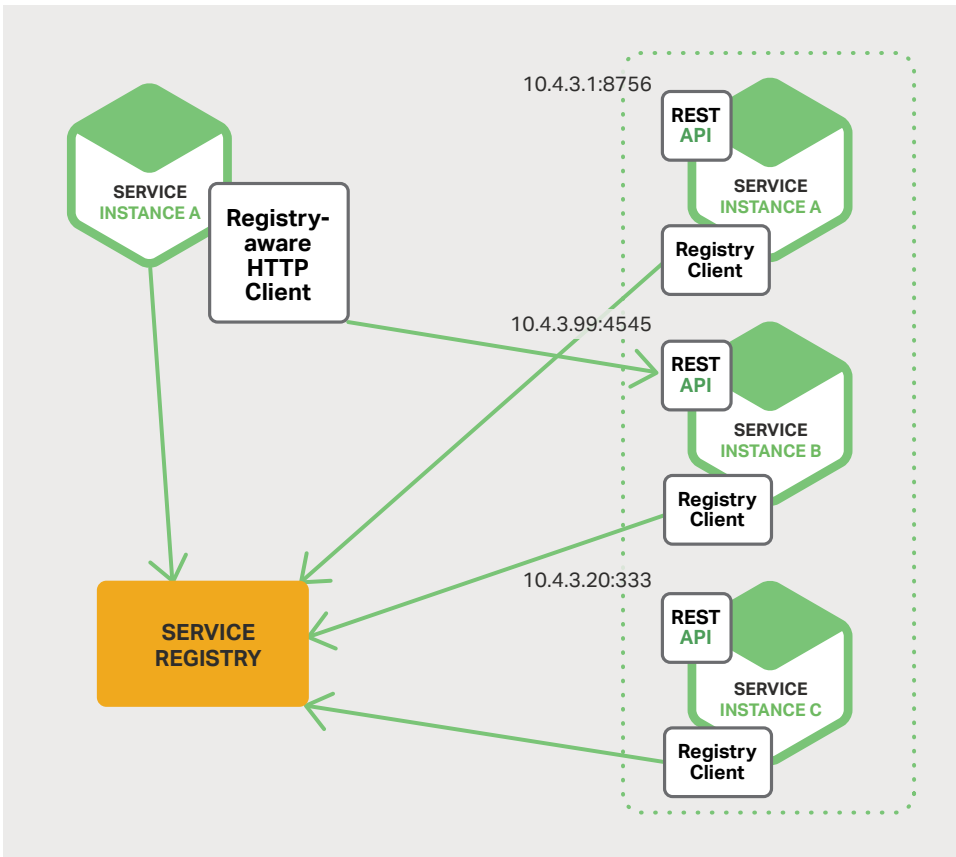 SERVICE
INSTANCE A
Registry-
aware
HTTP
Client
SERVICE
REGISTRY
10.4.3.1:8756
REST
API
SERVICE
INSTANCE A
Registry
Client
10.4.3.99:4545
REST
API
SERVICE
INSTANCE B
Registry
Client
10.4.3.20:333
REST
API
SERVICE
INSTANCE C
Registry
Client